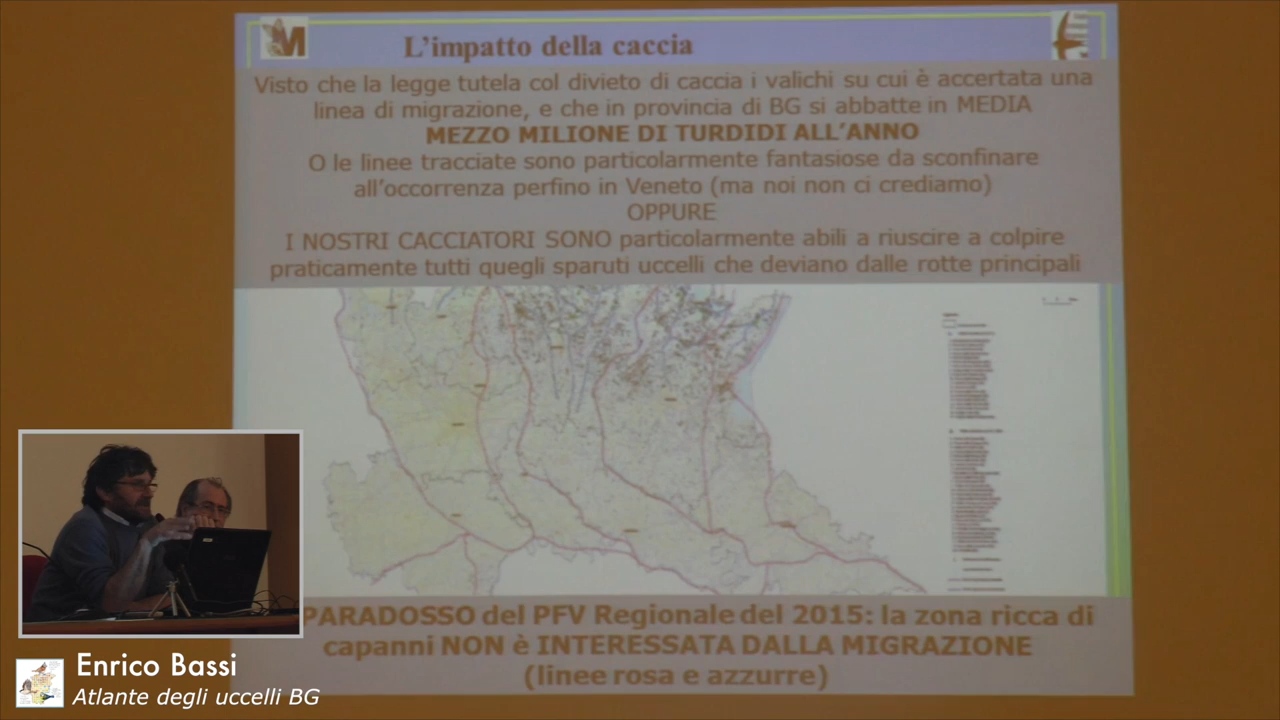 M
L'impatto della caccia
Visto che la legge tutela col divieto di caccia i valichi su cui è accertata una
linea di migrazione, e che in provincia di BG si abbatte in MEDIA
MEZZO MILIONE DI TURDIDI ALL'ANNO
O le linee tracciate sono particolarmente fantasiose da sconfinare
all'occorrenza perfino in Veneto (ma noi non ci crediamo)
OPPURE
I NOSTRI CACCIATORI SONO particolarmente abili a riuscire a colpire
praticamente tutti quegli sparuti uccelli che deviano dalle rotte principali
PARADOSSO del PFV Regionale del 2015: la zona ricca di
capanni NON è INTERESSATA DALLA MIGRAZIONE
(linee rosa e azzurre)
Enrico Bassi
Atlante degli uccelli BG